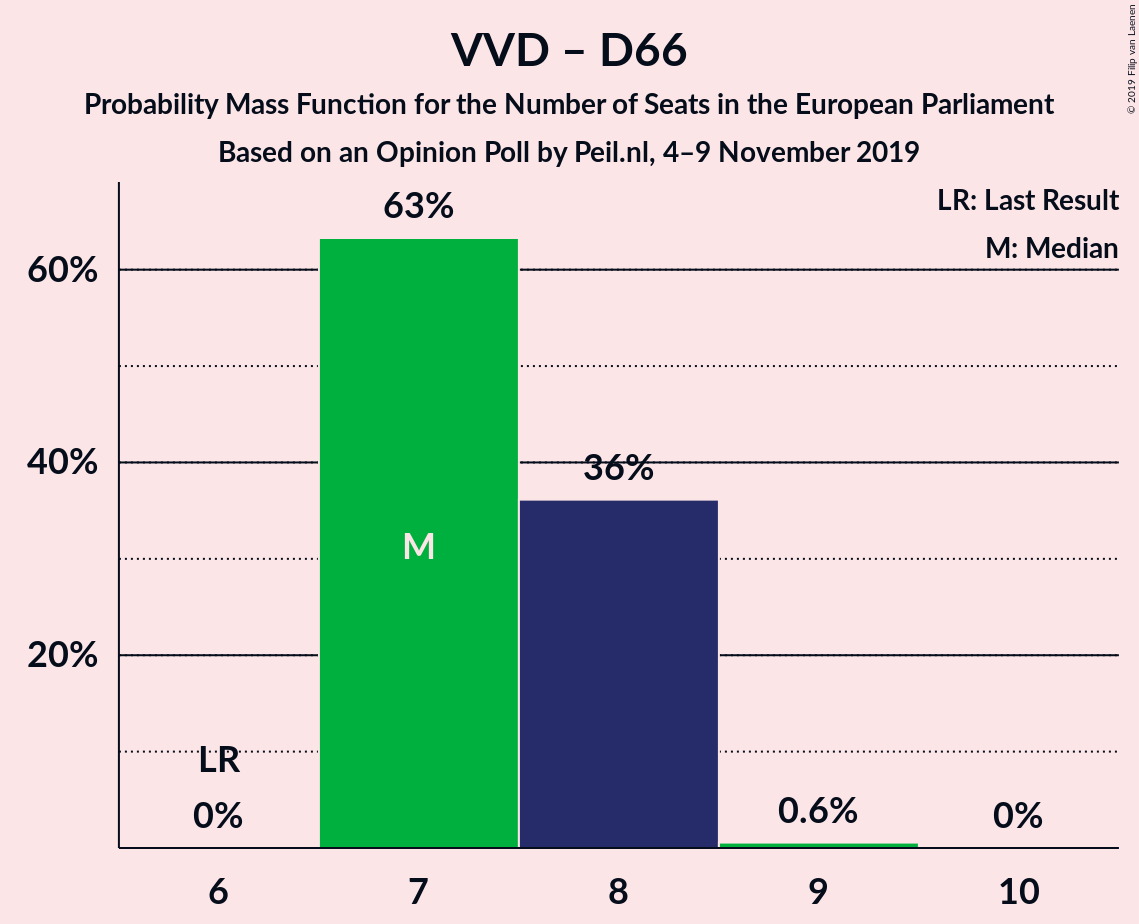 VVD – D66
Probability Mass Function for the Number of Seats in the European Parliament
Based on an Opinion Poll by Peil.nl, 4–9 November 2019
© 2019 Filip van Laenen
LR: Last Result
M: Median
63%
60%
40%
36%
M
20%
LR
0%
0.6%
0%
6 7 8 9 10